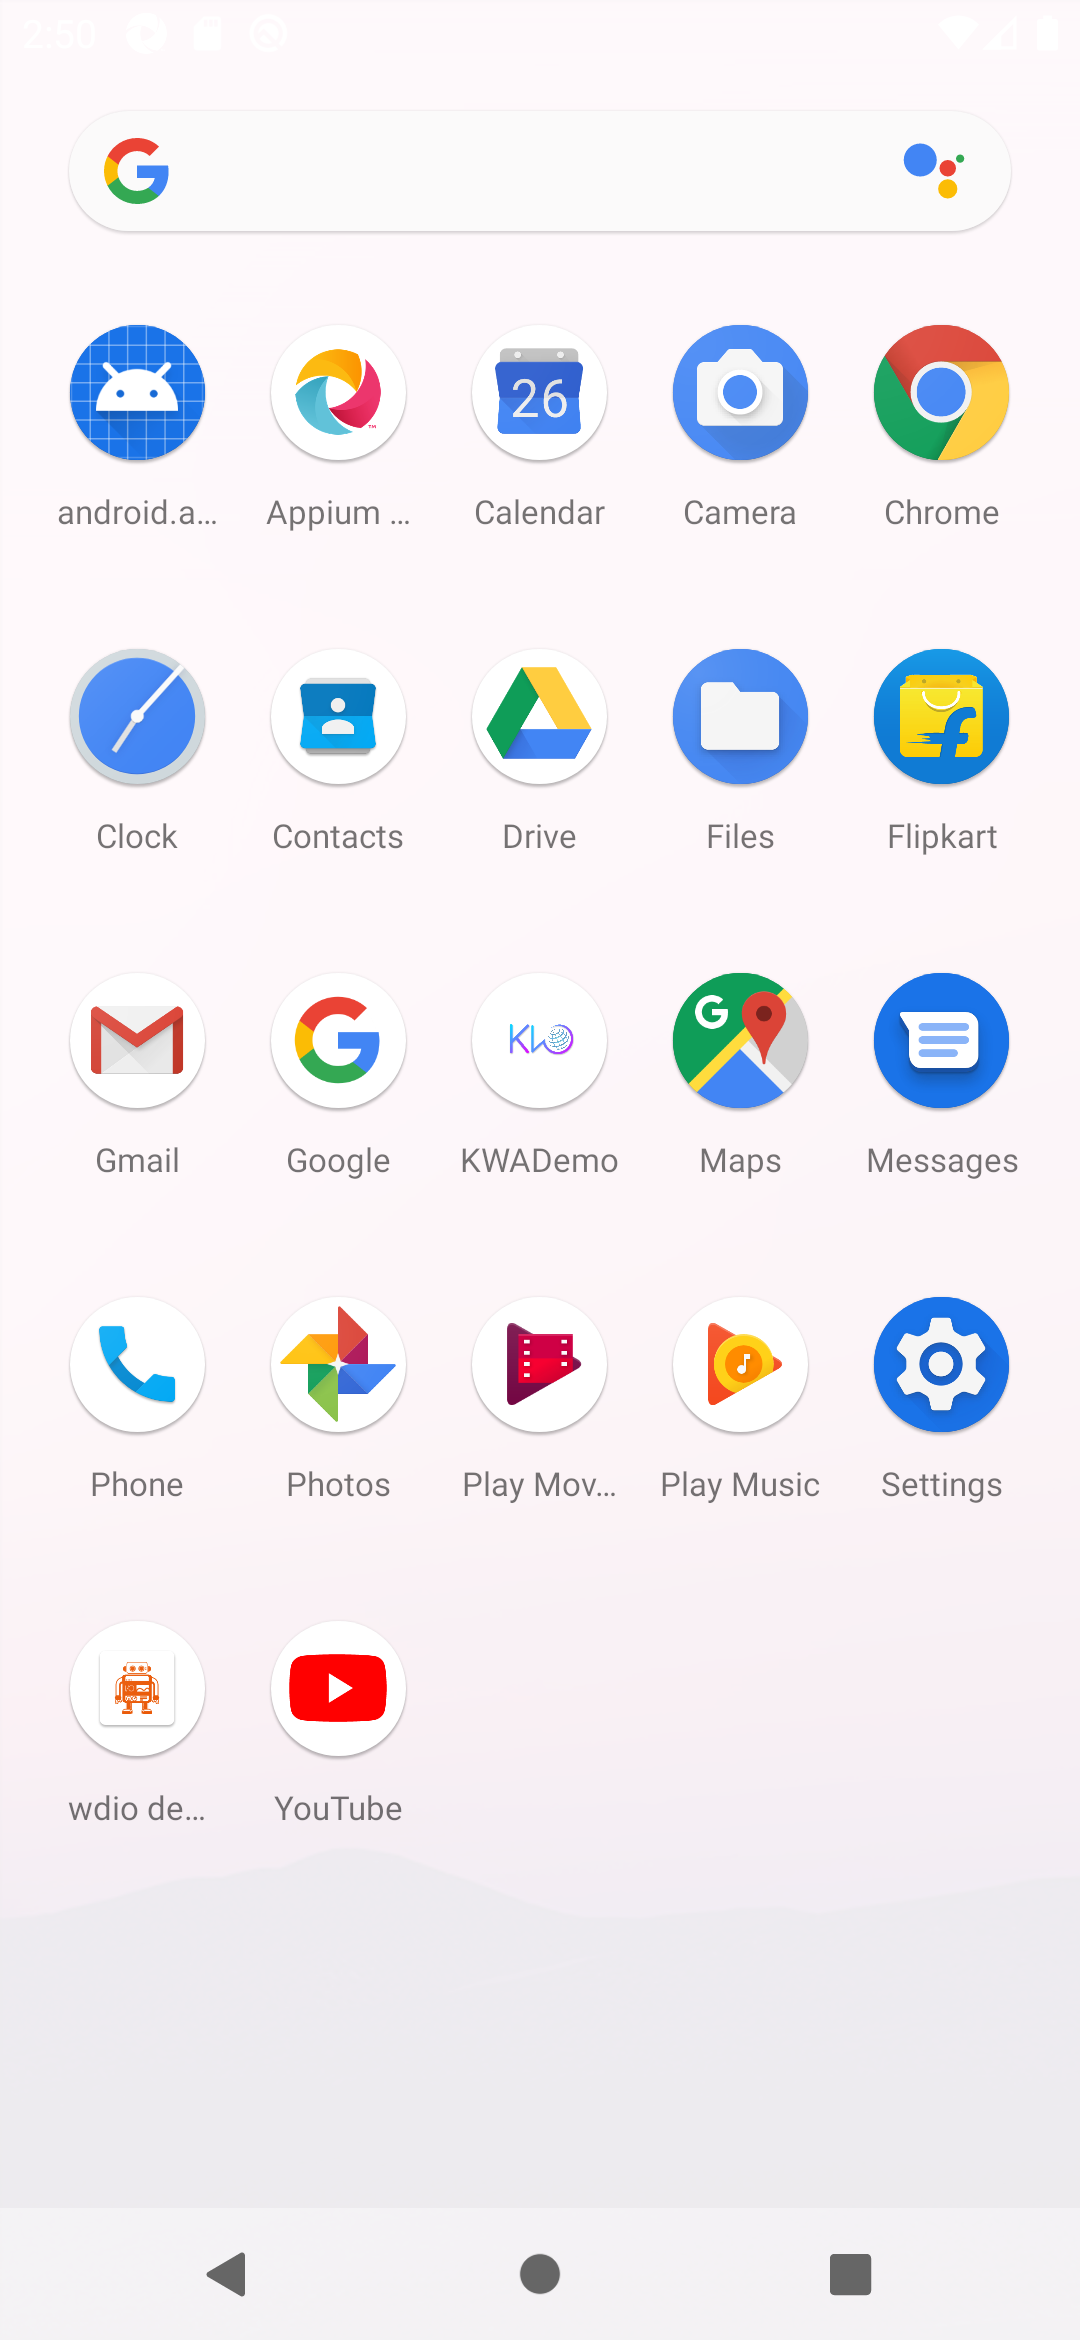 2:50
android.a...
Appium ...
26
Calendar
Camera
Chrome
Clock
Contacts
Drive
Files
Flipkart
Gmail
Google
KWADemo
Maps
Messages
Phone
Photos
Play Mov...
Play Music
Settings
wdio de...
YouTube